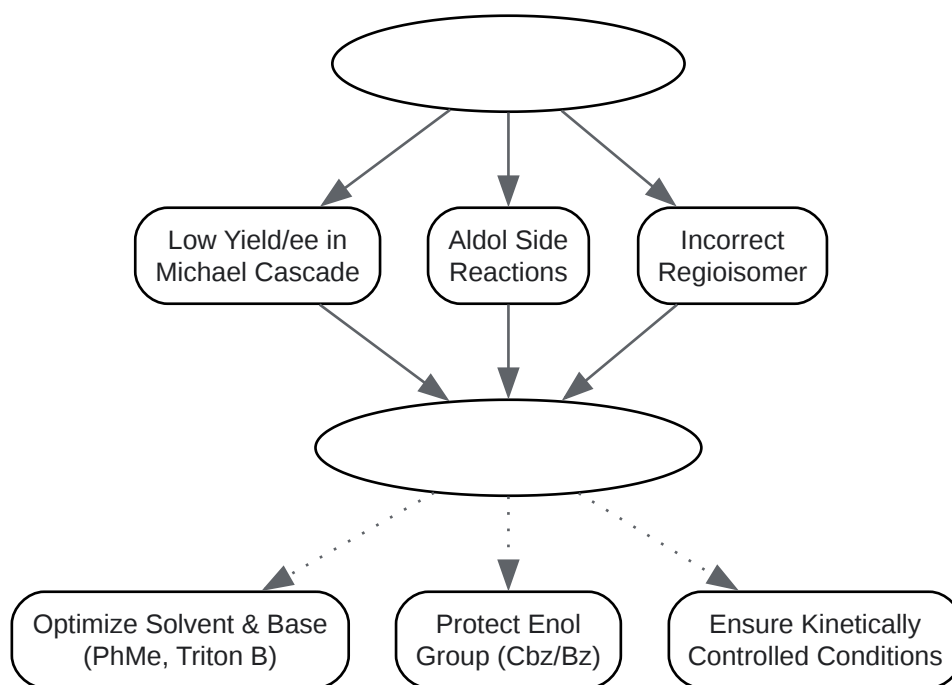 Low Yield/ee in
Michael Cascade
Aldol Side
Reactions
Incorrect
Regioisomer
Optimize Solvent & Base
(PhMe, Triton B)
Protect Enol
Group (Cbz/Bz)
Ensure Kinetically
Controlled Conditions